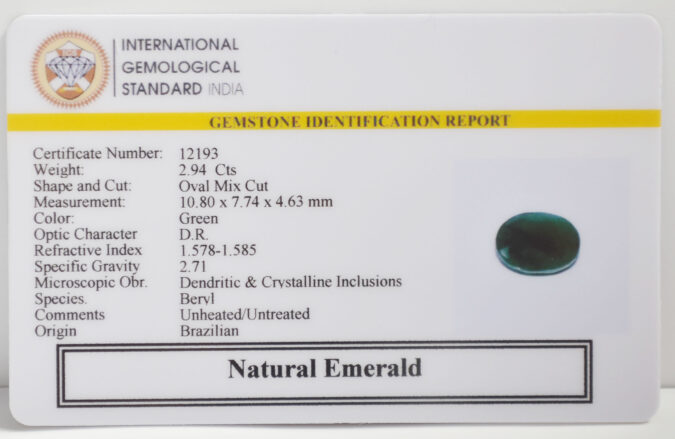 INTERNATIONAL
GEMOLOGICAL
STANDARD INDIA
GEMSTONE IDENTIFICATION REPORT
Certificate Number: 12193
Weight: 2.94 Cts
Shape and Cut: Oval Mix Cut
Measurement: 10.80 x 7.74 x 4.63 mm
Color: Green
Optic Character D.R.
Refractive Index 1.578-1.585
Specific Gravity 2.71
Microscopic Obr. Dendritic & Crystalline Inclusions
Species. Beryl
Comments Unheated/Untreated
Origin Brazilian
Natural Emerald